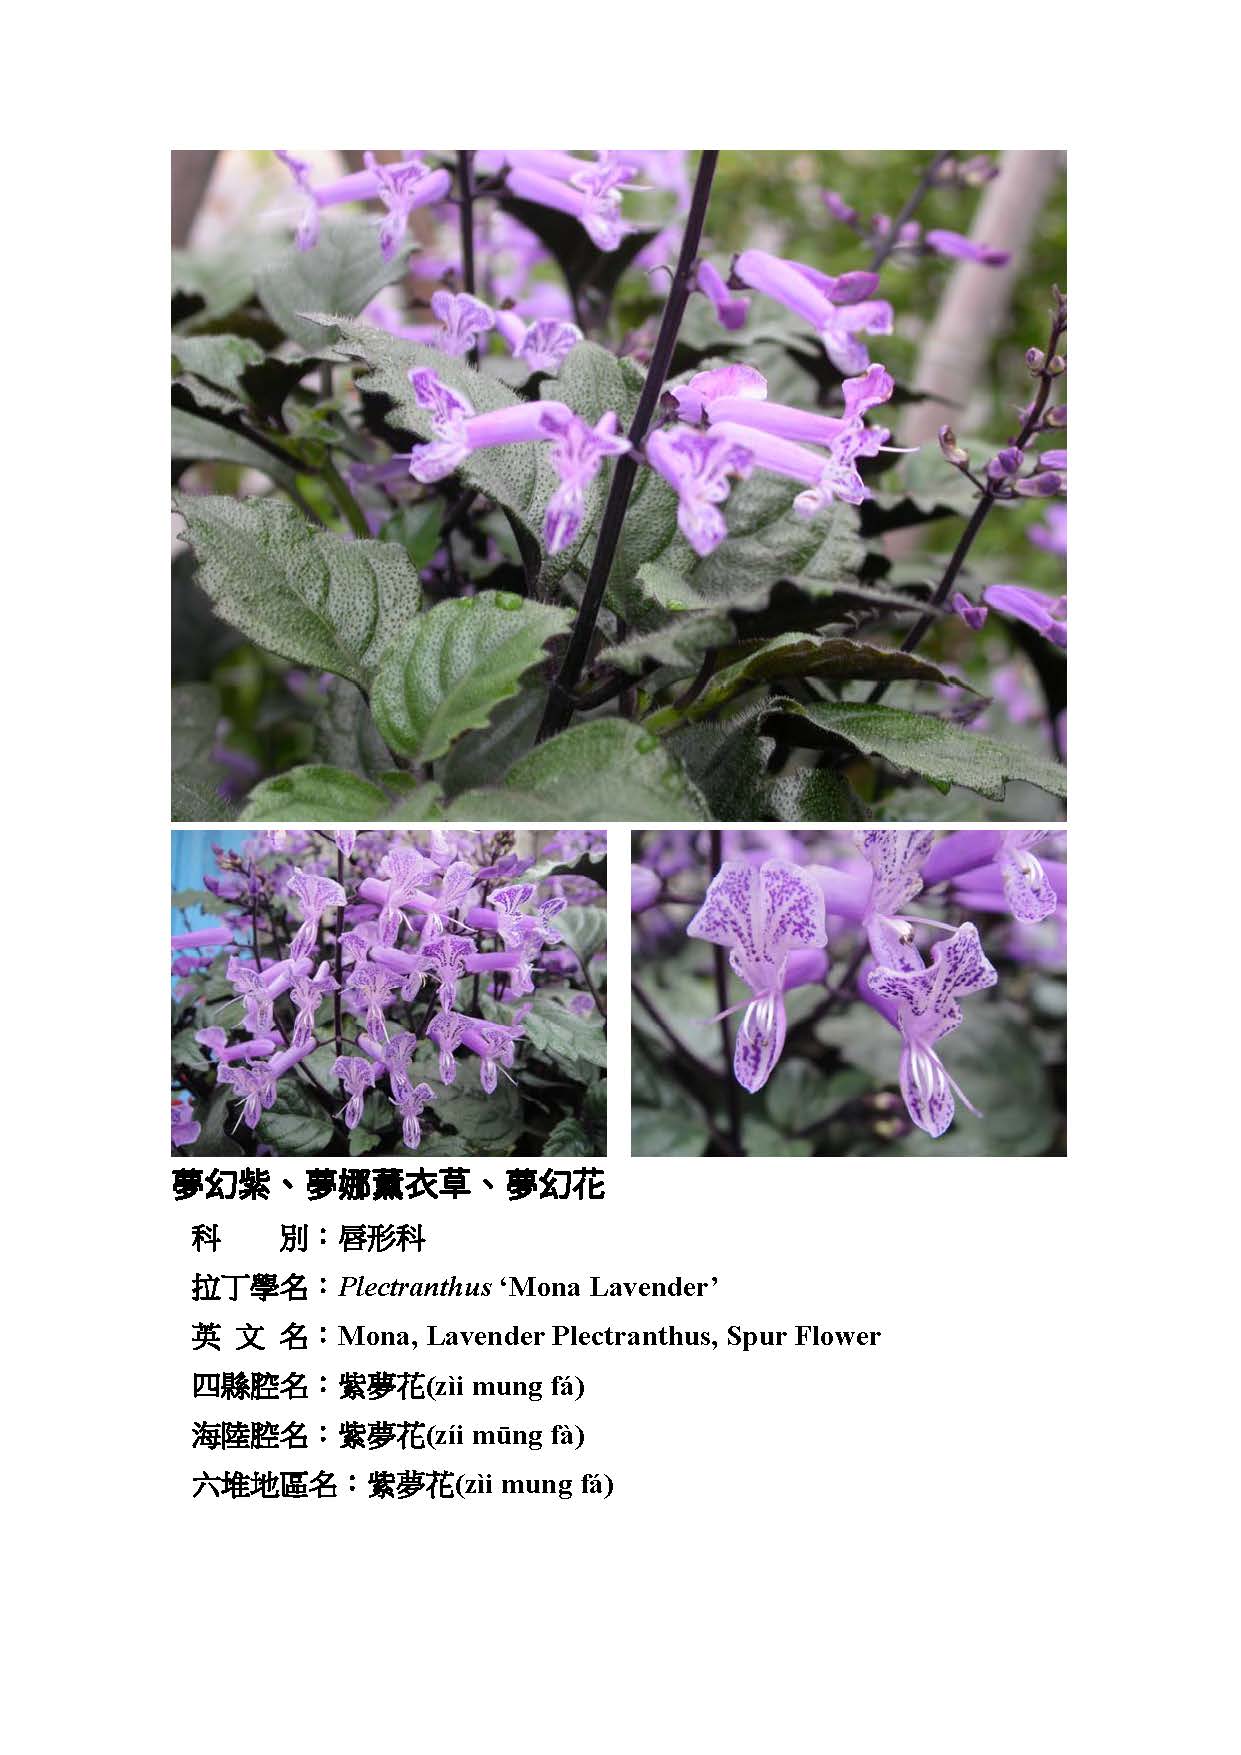 夢幻紫、夢娜薰衣草、夢幻花
科　　別：唇形科
拉丁學名：Plectranthus ‘Mona Lavender’
英 文 名：Mona, Lavender Plectranthus, Spur Flower
四縣腔名：紫夢花(zìi mung fá)
海陸腔名：紫夢花(zíi mūng fà)
六堆地區名：紫夢花(zìi mung fá)